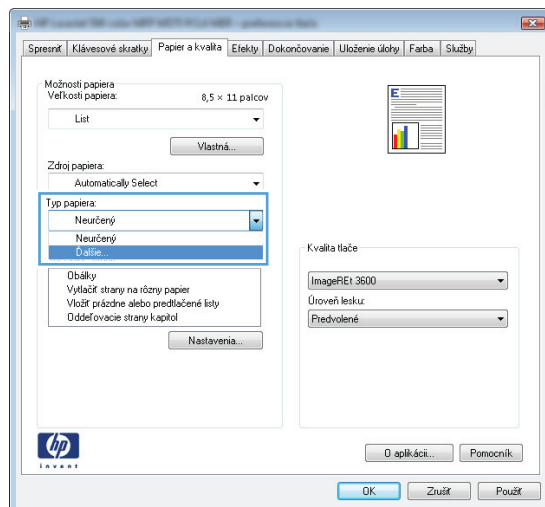 Spresniť Klávesové skratky Papier a kvalita Efekty Dokončovanie Uloženie úlohy Farba Služby
Možnosti papiera
Veľkosti papiera: 8,5 × 11 palcov
List
Vlastná...
Zdroj papiera:
Automatically Select
Typ papiera:
Neurčený
Neurčený
Ďalšie...
Obálky
Vytlačiť strany na rôzny papier
Vložiť prázdne alebo predtlačené listy
Oddeľovacie strany kapitol
Nastavenia...
E
Kvalita tlače
ImageREt 3600
Úroveň lesku:
Predvolené
hp
invent
O aplikácii... Pomocník
OK Zrušiť Použiť